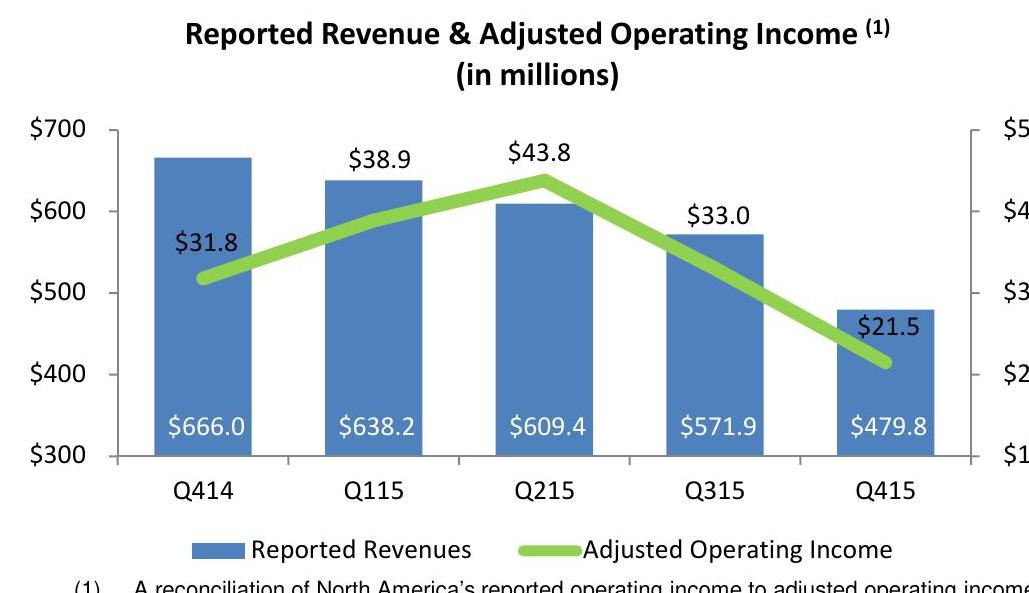 Reported Revenue & Adjusted Operating Income (1)
(in millions)
$700
$600
$500
$400
$300
$31.8
$38.9
$43.8
$33.0
$21.5
$666.0
$638.2
$609.4
$571.9
$479.8
$5
$4
$3
$2
$1
Q414
Q115
Q215
Q315
Q415
Reported Revenues
Adjusted Operating Income
(1) A reconciliation of North America's reported operating income to adjusted operating income